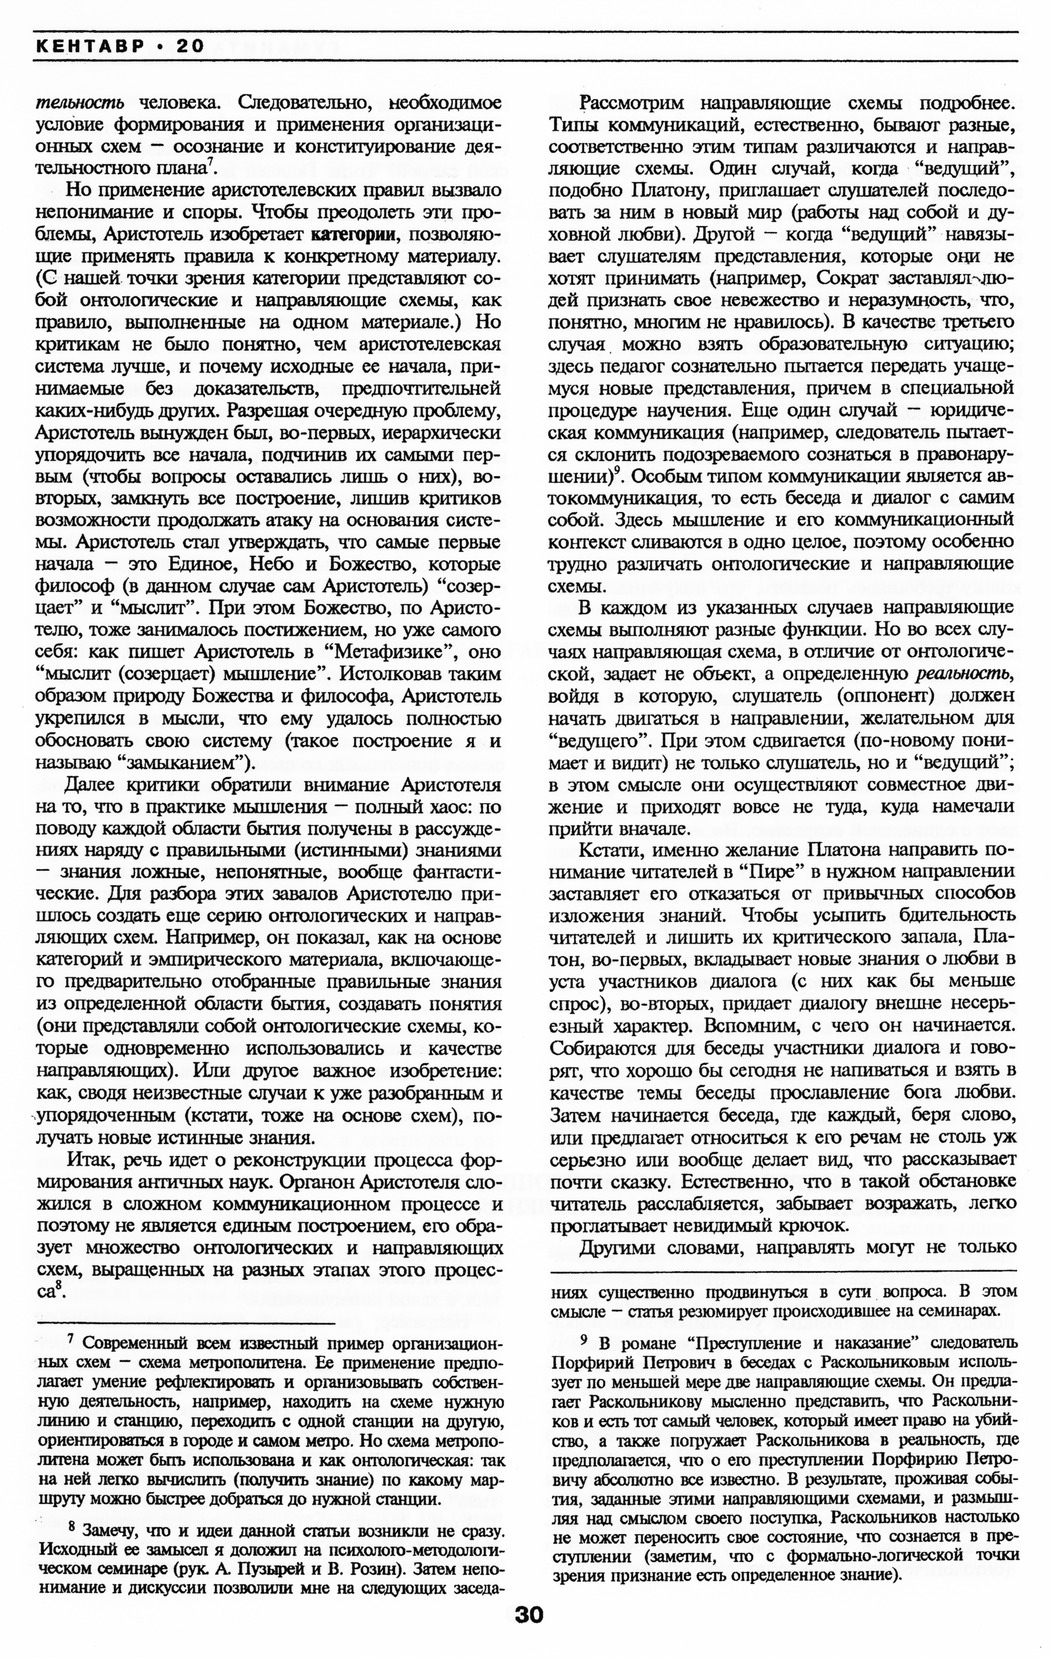 КЕНТАВР • 20
тельность человека. Следовательно, необходимое
условие формирования и применения организаци-
онных схем — осознание и конституирование дея-
тельностного плана⁷.
Но применение аристотелевских правил вызвало
непонимание и споры. Чтобы преодолеть эти про-
блемы, Аристотель изобретает категории, позволяю-
щие применять правила к конкретному материалу.
(С нашей точки зрения категории представляют со-
бой онтологические и направляющие схемы, как
правило, выполненные на одном материале.) Но
критикам не было понятно, чем аристотелевская
система лучше, и почему исходные ее начала, при-
нимаемые без доказательств, предпочтительней
каких-нибудь других. Разрешая очередную проблему,
Аристотель вынужден был, во-первых, иерархически
упорядочить все начала, подчинив их самыми пер-
вым (чтобы вопросы оставались лишь о них), во-
вторых, замкнуть все построение, лишив критиков
возможности продолжать атаку на основания систе-
мы. Аристотель стал утверждать, что самые первые
начала — это Единое, Небо и Божество, которые
философ (в данном случае сам Аристотель) “созер-
цает” и “мыслит”. При этом Божество, по Аристо-
телю, тоже занималось постижением, но уже самого
себя: как пишет Аристотель в “Метафизике”, оно
“мыслит (созерцает) мышление”. Истолковав таким
образом природу Божества и философа, Аристотель
укрепился в мысли, что ему удалось полностью
обосновать свою систему (такое построение я и
называю “замыканием”).
Далее критики обратили внимание Аристотеля
на то, что в практике мышления — полный хаос: по
поводу каждой области бытия получены в рассужде-
ниях наряду с правильными (истинными) знаниями
— знания ложные, непонятные, вообще фантасти-
ческие. Для разбора этих завалов Аристотелю при-
шлось создать еще серию онтологических и направ-
ляющих схем. Например, он показал, как на основе
категорий и эмпирического материала, включающе-
го предварительно отобранные правильные знания
из определенной области бытия, создавать понятия
(они представляли собой онтологические схемы, ко-
торые одновременно использовались и качестве
направляющих). Или другое важное изобретение:
как, сводя неизвестные случаи к уже разобранным и
упорядоченным (кстати, тоже на основе схем), по-
лучать новые истинные знания.
Итак, речь идет о реконструкции процесса фор-
мирования античных наук. Органон Аристотеля сло-
жился в сложном коммуникационном процессе и
поэтому не является единым построением, его обра-
зует множество онтологических и направляющих
схем, выращенных на разных этапах этого процес-
са⁸.
⁷ Современный всем известный пример организацион-
ных схем — схема метрополитена. Ее применение предпо-
лагает умение рефлектировать и организовывать собствен-
ную деятельность, например, находить на схеме нужную
линию и станцию, переходить с одной станции на другую,
ориентироваться в городе и самом метро. Но схема метропо-
литена может быть использована и как онтологическая: так
на ней легко вычислить (получить знание) по какому мар-
шруту можно быстрее добраться до нужной станции.
⁸ Замечу, что и идеи данной статьи возникли не сразу.
Исходный ее замысел я доложил на психолого-методологи-
ческом семинаре (рук. А. Пузырей и В. Розин). Затем непо-
нимание и дискуссии позволили мне на следующих заседа-
Рассмотрим направляющие схемы подробнее.
Типы коммуникаций, естественно, бывают разные,
соответственно этим типам различаются и направ-
ляющие схемы. Один случай, когда “ведущий”,
подобно Платону, приглашает слушателей последо-
вать за ним в новый мир (работы над собой и ду-
ховной любви). Другой — когда “ведущий” навязы-
вает слушателям представления, которые они не
хотят принимать (например, Сократ заставлял лю-
дей признать свое невежество и неразумность, что,
понятно, многим не нравилось). В качестве третьего
случая можно взять образовательную ситуацию;
здесь педагог сознательно пытается передать учаще-
муся новые представления, причем в специальной
процедуре научения. Еще один случай — юридиче-
ская коммуникация (например, следователь пытает-
ся склонить подозреваемого сознаться в правонару-
шении)⁹. Особым типом коммуникации является ав-
токоммуникация, то есть беседа и диалог с самим
собой. Здесь мышление и его коммуникационный
контекст сливаются в одно целое, поэтому особенно
трудно различать онтологические и направляющие
схемы.
В каждом из указанных случаев направляющие
схемы выполняют разные функции. Но во всех слу-
чаях направляющая схема, в отличие от онтологиче-
ской, задает не объект, а определенную реальность,
войдя в которую, слушатель (оппонент) должен
начать двигаться в направлении, желательном для
“ведущего”. При этом сдвигается (по-новому пони-
мает и видит) не только слушатель, но и “ведущий”;
в этом смысле они осуществляют совместное дви-
жение и приходят вовсе не туда, куда намечали
прийти вначале.
Кстати, именно желание Платона направить по-
нимание читателей в “Пире” в нужном направлении
заставляет его отказаться от привычных способов
изложения знаний. Чтобы усыпить бдительность
читателей и лишить их критического запала, Пла-
тон, во-первых, вкладывает новые знания о любви в
уста участников диалога (с них как бы меньше
спрос), во-вторых, придает диалогу внешне несерь-
езный характер. Вспомним, с чего он начинается.
Собираются для беседы участники диалога и гово-
рят, что хорошо бы сегодня не напиваться и взять в
качестве темы беседы прославление бога любви.
Затем начинается беседа, где каждый, беря слово,
или предлагает относиться к его речам не столь уж
серьезно или вообще делает вид, что рассказывает
почти сказку. Естественно, что в такой обстановке
читатель расслабляется, забывает возражать, легко
проглатывает невидимый крючок.
Другими словами, направлять могут не только
ниях существенно продвинуться в сути вопроса. В этом
смысле — статья резюмирует происходившее на семинарах.
⁹ В романе “Преступление и наказание” следователь
Порфирий Петрович в беседах с Раскольниковым исполь-
зует по меньшей мере две направляющие схемы. Он предла-
гает Раскольникову мысленно представить, что Раскольни-
ков и есть тот самый человек, который имеет право на убий-
ство, а также погружает Раскольникова в реальность, где
предполагается, что о его преступлении Порфирию Петро-
вичу абсолютно все известно. В результате, проживая собы-
тия, заданные этими направляющими схемами, и размыш-
ляя над смыслом своего поступка, Раскольников настолько
не может переносить свое состояние, что сознается в пре-
ступлении (заметим, что с формально-логической точки
зрения признание есть определенное знание).
30